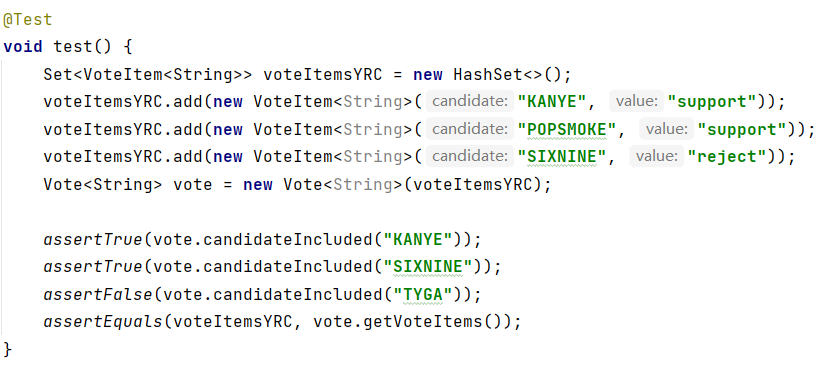 @Test
void test() {
    Set<VoteItem<String>> voteItemsYRC = new HashSet<>();
    voteItemsYRC.add(new VoteItem<String>( candidate: "KANYE", value: "support"));
    voteItemsYRC.add(new VoteItem<String>( candidate: "POPSMOKE", value: "support"));
    voteItemsYRC.add(new VoteItem<String>( candidate: "SIXNINE", value: "reject"));
    Vote<String> vote = new Vote<String>(voteItemsYRC);
    assertTrue(vote.candidateIncluded("KANYE"));
    assertTrue(vote.candidateIncluded("SIXNINE"));
    assertFalse(vote.candidateIncluded("TYGA"));
    assertEquals(voteItemsYRC, vote.getVoteItems());
}